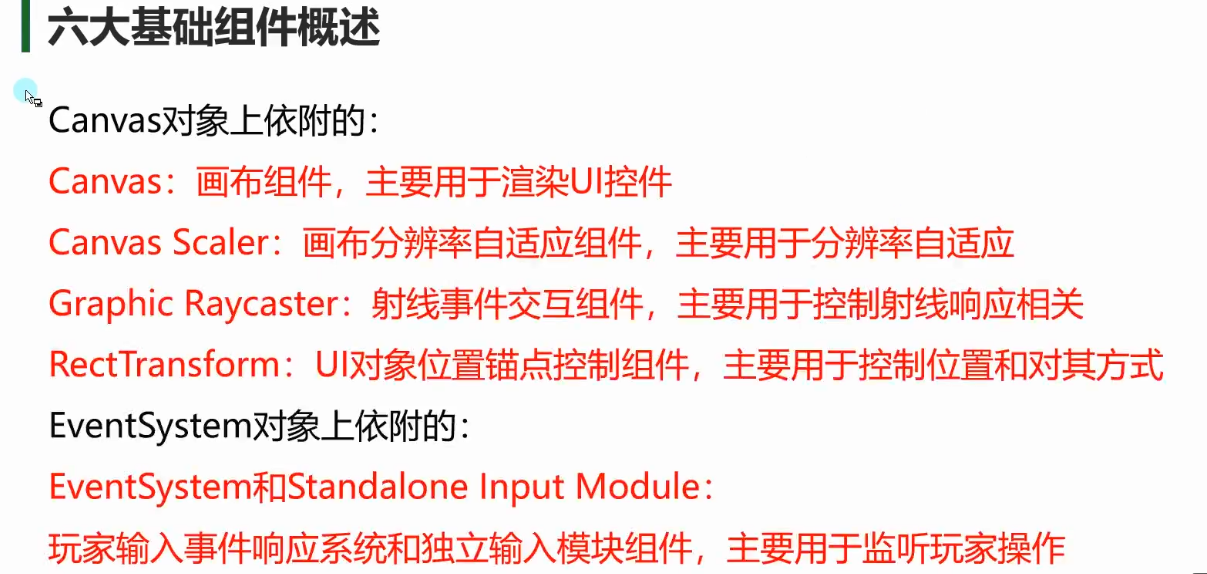 六大基础组件概述
Canvas对象上依附的：
Canvas：画布组件，主要用于渲染UI控件
Canvas Scaler：画布分辨率自适应组件，主要用于分辨率自适应
Graphic Raycaster：射线事件交互组件，主要用于控制射线响应相关
RectTransform：UI对象位置锚点控制组件，主要用于控制位置和对其方式
EventSystem对象上依附的：
EventSystem和Standalone Input Module：
玩家输入事件响应系统和独立输入模块组件，主要用于监听玩家操作